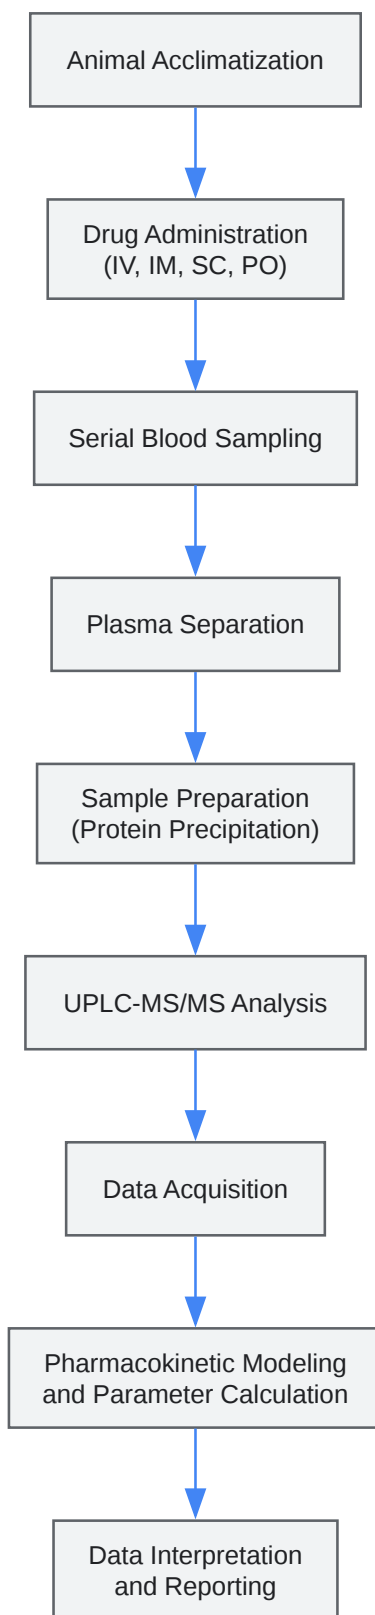 Animal Acclimatization
Drug Administration
(IV, IM, SC, PO)
Serial Blood Sampling
Plasma Separation
Sample Preparation
(Protein Precipitation)
UPLC-MS/MS Analysis
Data Acquisition
Pharmacokinetic Modeling
and Parameter Calculation
Data Interpretation
and Reporting